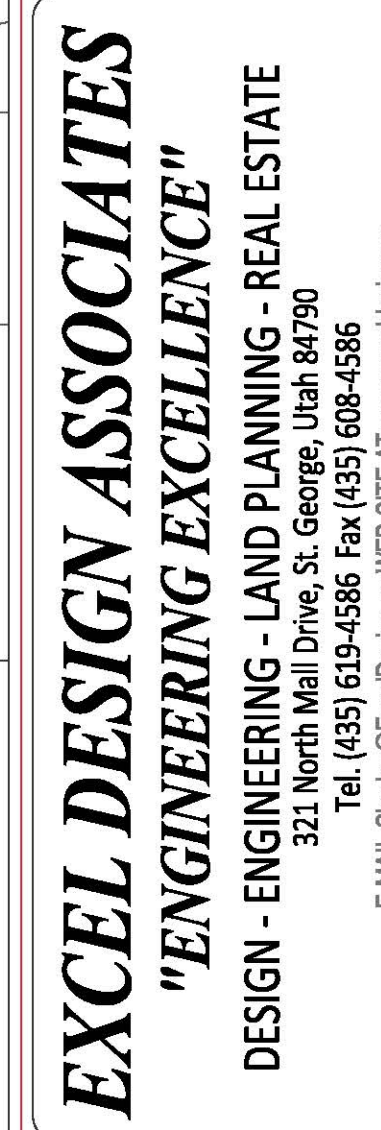 EXCEL DESIGN ASSOCIATES
"ENGINEERING EXCELLENCE"
DESIGN - ENGINEERING - LAND PLANNING - REAL ESTATE
321 North Mall Drive, St. George, Utah 84790
Tel. (435) 619-4586 Fax (435) 608-4586